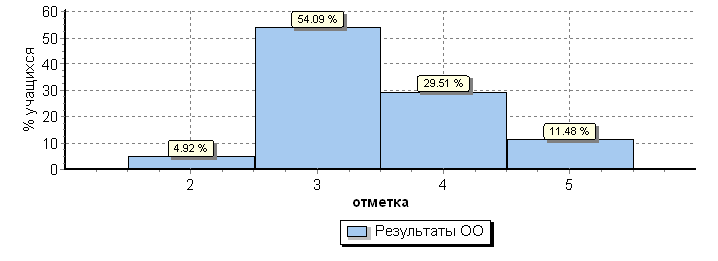 60
50
40
30
20
10
0
% учащихся
4.92 %
54.09 %
29.51 %
11.48 %
2 3 4 5
отметка
Результаты ОО